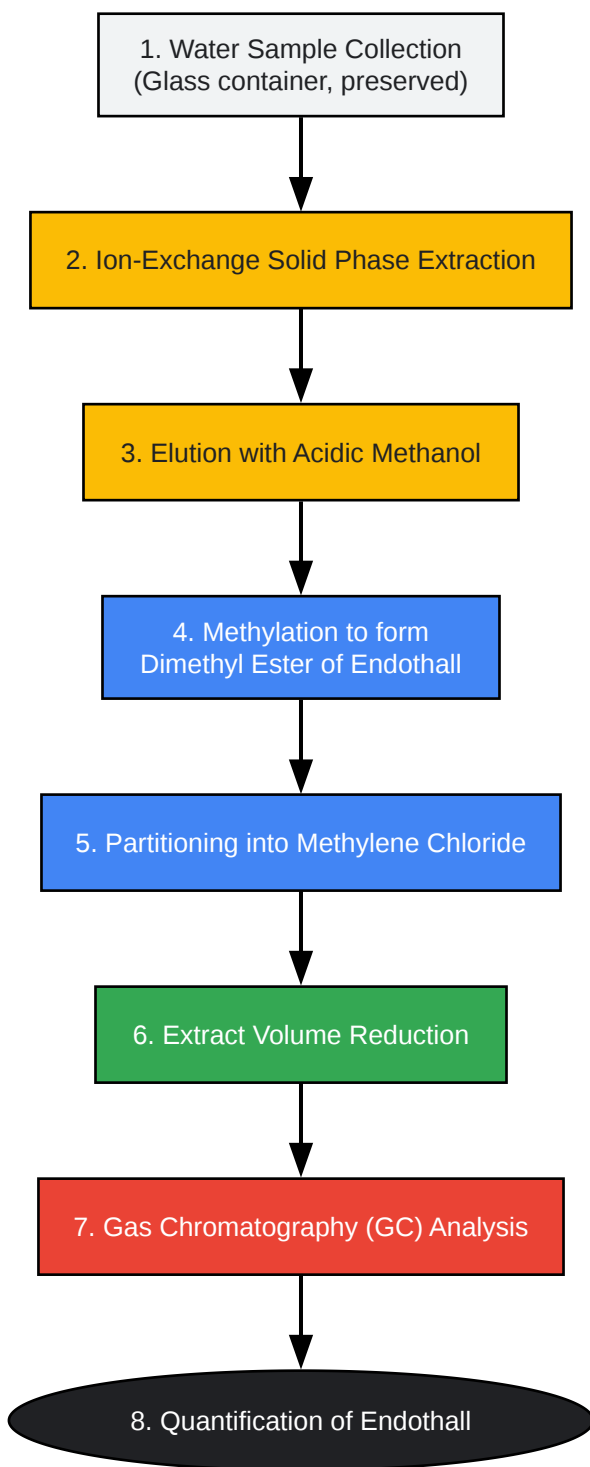 1. Water Sample Collection
(Glass container, preserved)
2. Ion-Exchange Solid Phase Extraction
3. Elution with Acidic Methanol
4. Methylation to form
Dimethyl Ester of Endothall
5. Partitioning into Methylene Chloride
6. Extract Volume Reduction
7. Gas Chromatography (GC) Analysis
8. Quantification of Endothall